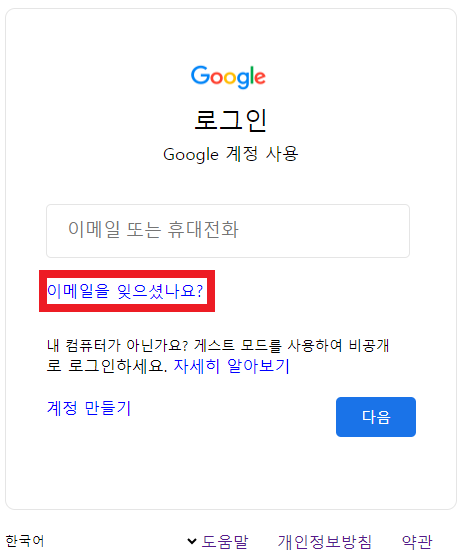 Google
로그인
Google 계정 사용
이메일 또는 휴대전화
이메일을 잊으셨나요?
내 컴퓨터가 아닌가요? 게스트 모드를 사용하여 비공개
로 로그인하세요. 자세히 알아보기
계정 만들기
다음
한국어
도움말
개인정보방침
약관